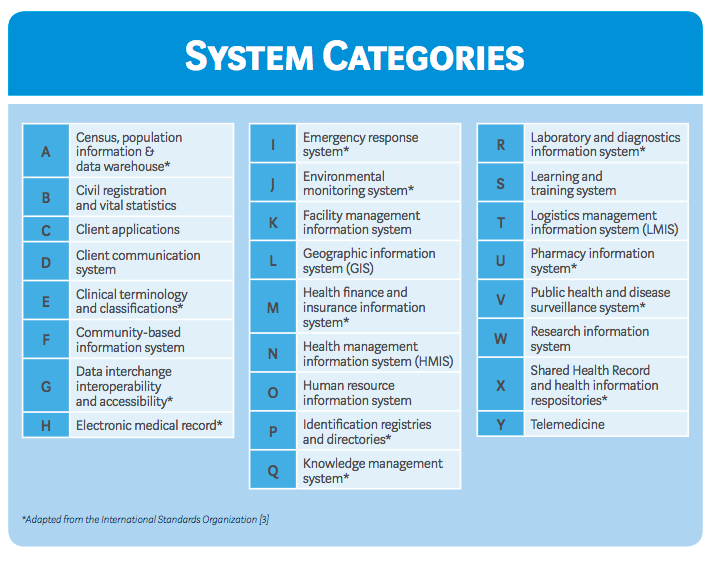 SYSTEM CATEGORIES
A
Census, population
information &
data warehouse*
B
Civil registration
and vital statistics
C
Client applications
D
Client communication
system
E
Clinical terminology
and classifications*
F
Community-based
information system
G
Data interchange
interoperability
and accessibility*
H
Electronic medical record*
I
Emergency response
system*
J
Environmental
monitoring system*
K
Facility management
information system
L
Geographic information
system (GIS)
M
Health finance and
insurance information
system*
N
Health management
information system (HMIS)
O
Human resource
information system
P
Identification registries
and directories*
Q
Knowledge management
system*
R
Laboratory and diagnostics
information system*
S
Learning and
training system
T
Logistics management
information system (LMIS)
U
Pharmacy information
system*
V
Public health and disease
surveillance system*
W
Research information
system
X
Shared Health Record
and health information
respositories*
Y
Telemedicine
*Adapted from the International Standards Organization [3]